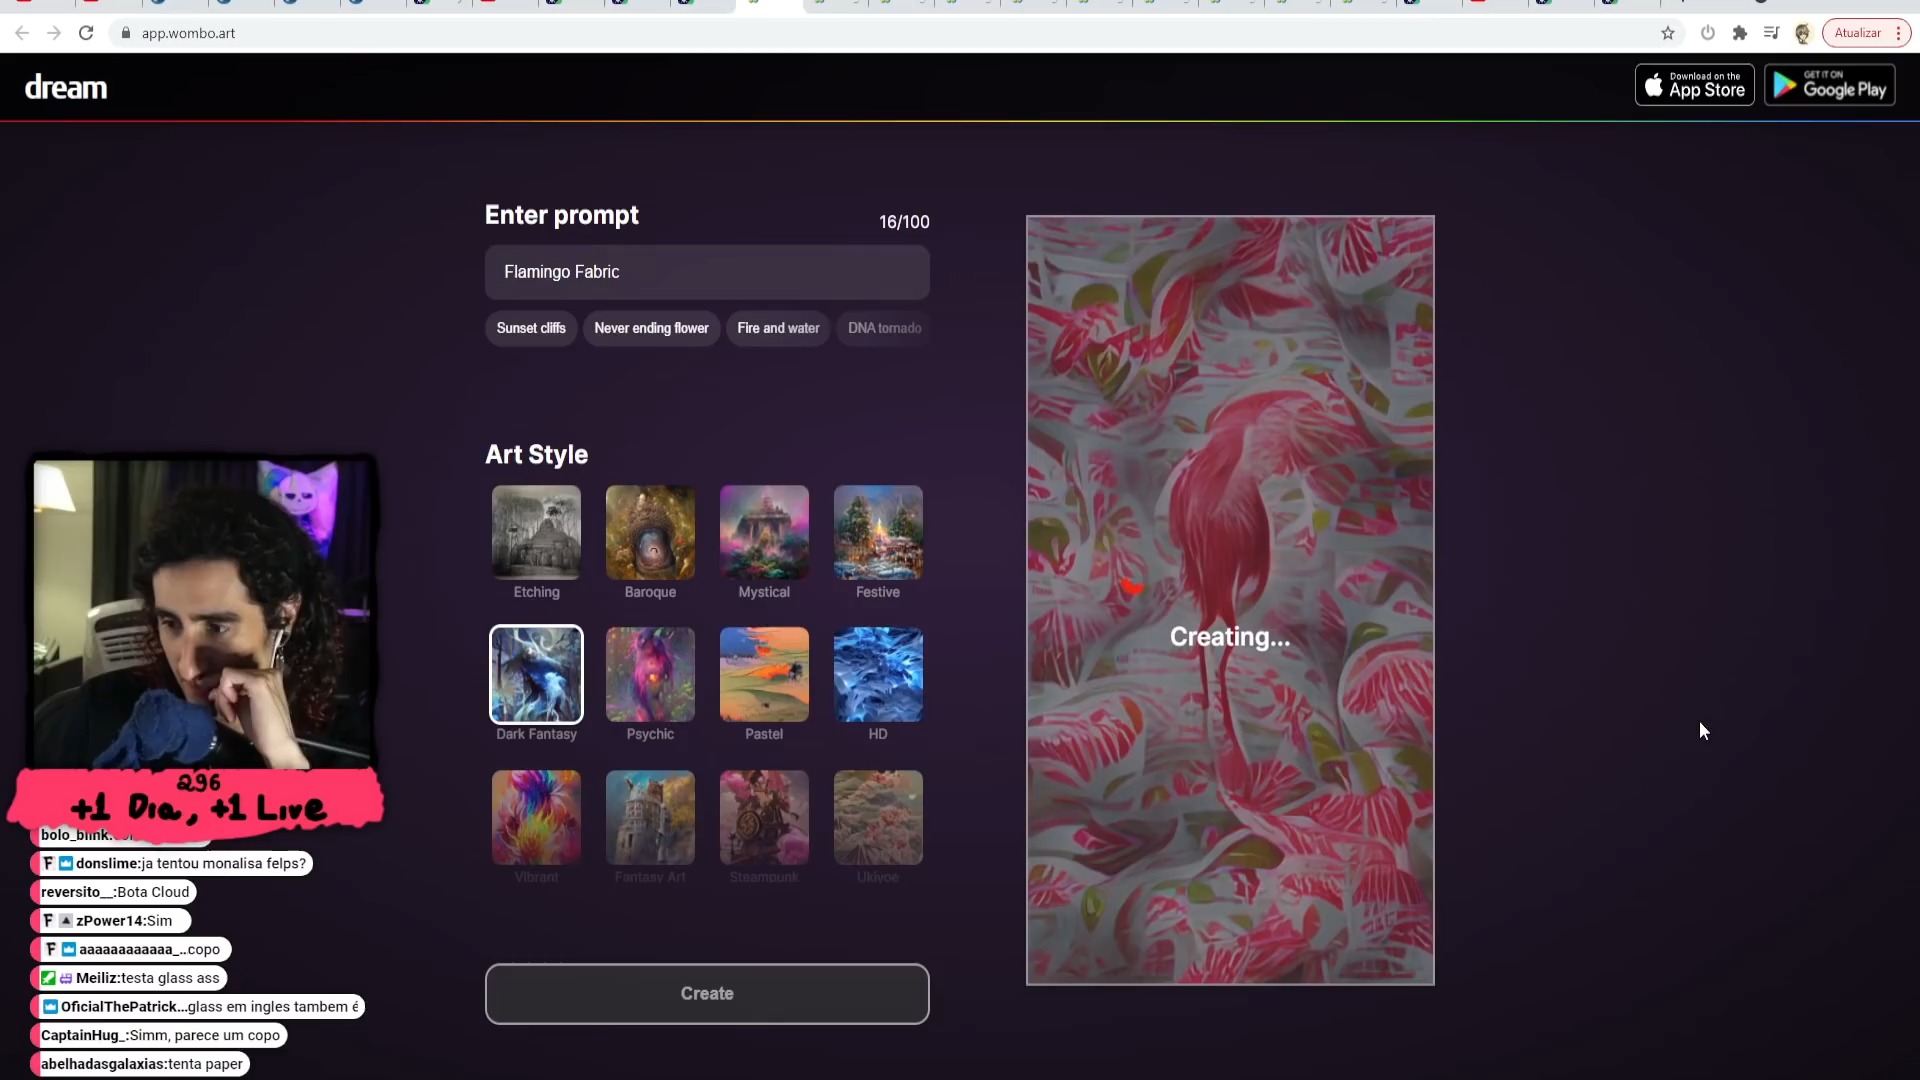 app.wombo.art
Atualizar
dream
Download on the
App Store
GET IT ON
Google Play
Enter prompt
16/100
Flamingo Fabric
Sunset cliffs
Never ending flower
Fire and water
DNA tornado
Art Style
Etching
Baroque
Mystical
Festive
Dark Fantasy
Psychic
Pastel
HD
Vibrant
Fantasy Art
Steampunk
Ukiyoe
Create
Creating...
296
+1 Dia, +1 Live
bolo_blink:
donslime:ja tentou monalisa felps?
reversito__:Bota Cloud
zPower14:Sim
aaaaaaaaaaaa_...copo
Meiliz:testa glass ass
OficialThePatrick...glass em ingles tambem é
CaptainHug_:Simm, parece um copo
abelhadasgalaxias:tenta paper